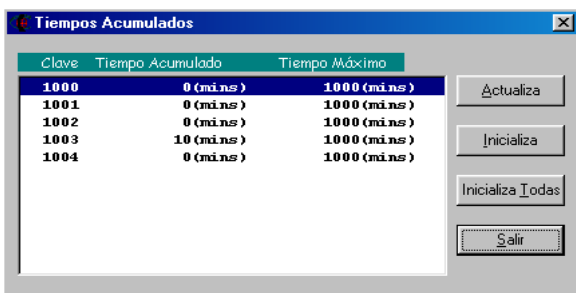 Tiempos Acumulados
Clave Tiempo Acumulado Tiempo Máximo
1000 0(mins) 1000(mins)
1001 0(mins) 1000(mins)
1002 0(mins) 1000(mins)
1003 10(mins) 1000(mins)
1004 0(mins) 1000(mins)
Actualiza
Inicializa
Inicializa Todas
Salir